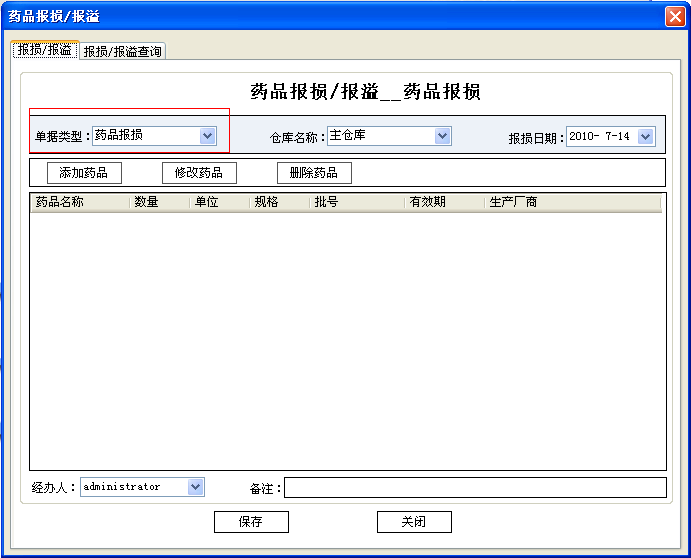 药品报损/报溢
报损/报溢 报损/报溢查询
药品报损/报溢__药品报损
单据类型：药品报损 仓库名称：主仓库 报损日期：2010- 7-14
添加药品 修改药品 删除药品
药品名称 数量 单位 规格 批号 有效期 生产厂商
经办人：administrator 备注：
保存 关闭